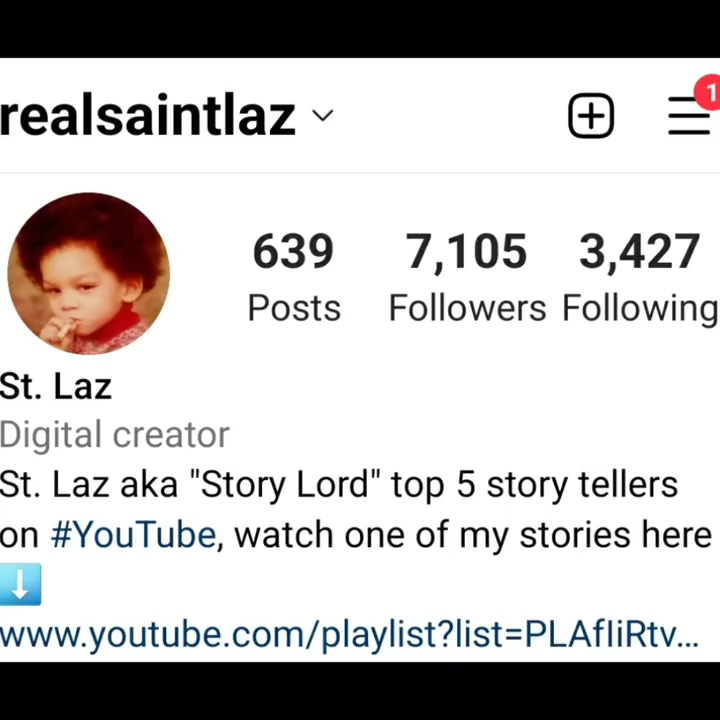 realsaintlaz
1
639 7,105 3,427
Posts Followers Following
St. Laz
Digital creator
St. Laz aka "Story Lord" top 5 story tellers
on #YouTube, watch one of my stories here
⬇️
www.youtube.com/playlist?list=PLAfIiRtv...